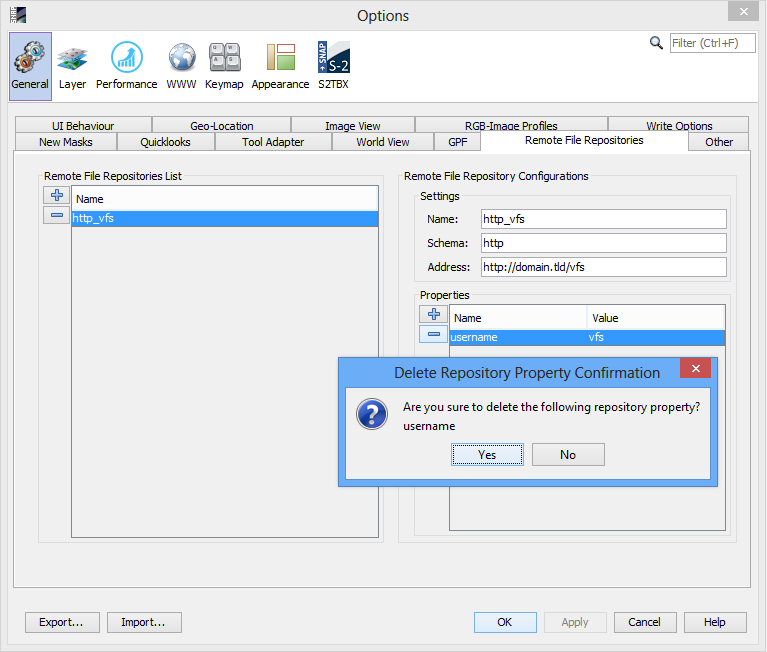 Options
Filter (Ctrl+F)
+ SNAP
S-2
General
Layer
Performance
WWW
Keymap
Appearance
S2TBX
UI Behaviour
Geo-Location
Image View
RGB-Image Profiles
Write Options
New Masks
Quicklooks
Tool Adapter
World View
GPF
Remote File Repositories
Other
Remote File Repositories List
Name
http_vfs
Remote File Repository Configurations
Settings
Name: http_vfs
Schema: http
Address: http://domain.tld/vfs
Properties
Name Value
username vfs
Delete Repository Property Confirmation
Are you sure to delete the following repository property?
username
Yes
No
Export...
Import...
OK
Apply
Cancel
Help